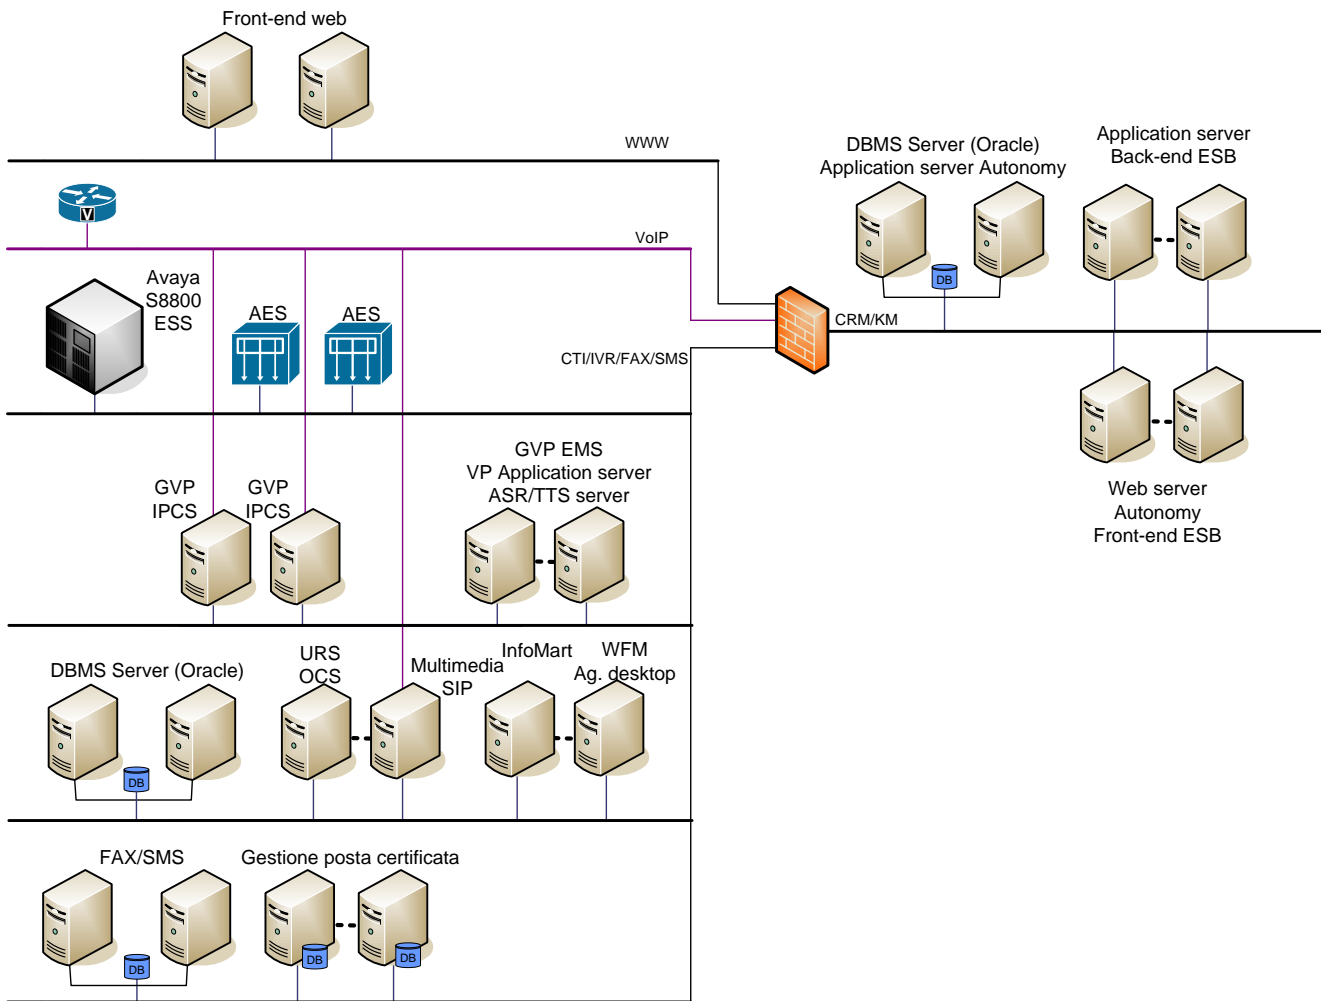 Front-end web
WWW
DBMS Server (Oracle)
Application server Autonomy
Application server
Back-end ESB
V
VoIP
DB
Avaya
S8800
ESS
AES
AES
CRM/KM
CTI/IVR/FAX/SMS
GVP EMS
VP Application server
ASR/TTS server
GVP
IPCS
GVP
IPCS
Web server
Autonomy
Front-end ESB
DBMS Server (Oracle)
URS
OCS
Multimedia
SIP
InfoMart
WFM
Ag. desktop
DB
FAX/SMS
Gestione posta certificata
DB
DB
DB